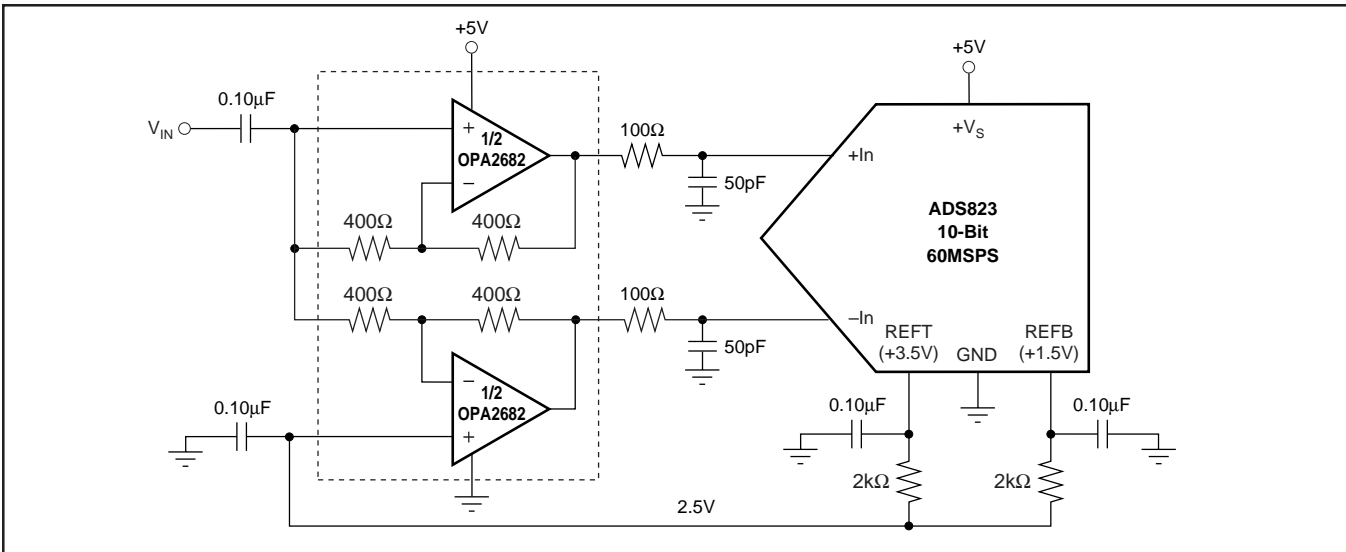 +5V
+5V
0.10µF
V_IN
+
1/2
OPA2682
−
100Ω
50pF
400Ω
400Ω
+In
+V_S
ADS823
10-Bit
60MSPS
400Ω
400Ω
100Ω
50pF
−In
REFT
(+3.5V)
GND
REFB
(+1.5V)
−
1/2
OPA2682
+
0.10µF
0.10µF
0.10µF
2kΩ
2kΩ
2.5V